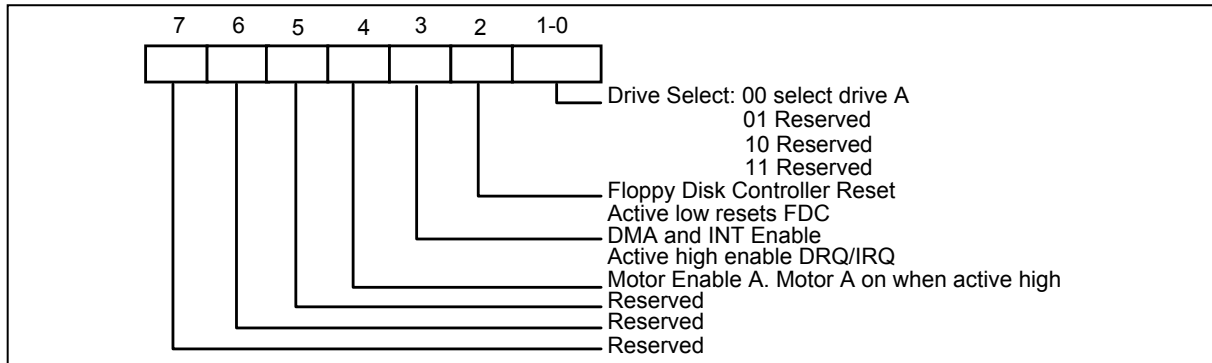 7 6 5 4 3 2 1-0
Drive Select: 00 select drive A
01 Reserved
10 Reserved
11 Reserved
Floppy Disk Controller Reset
Active low resets FDC
DMA and INT Enable
Active high enable DRQ/IRQ
Motor Enable A. Motor A on when active high
Reserved
Reserved
Reserved